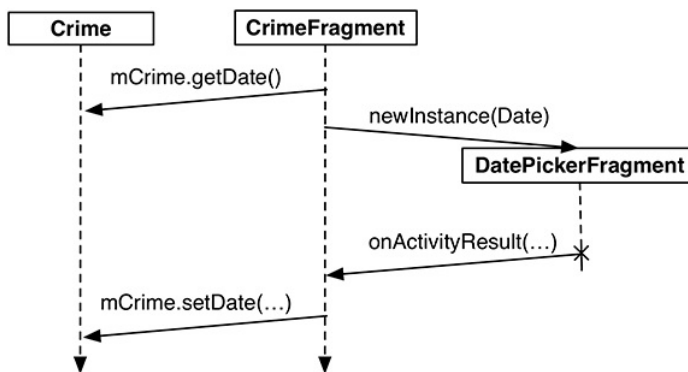 Crime
CrimeFragment
mCrime.getDate()
newInstance(Date)
DatePickerFragment
onActivityResult(…)
mCrime.setDate(…)